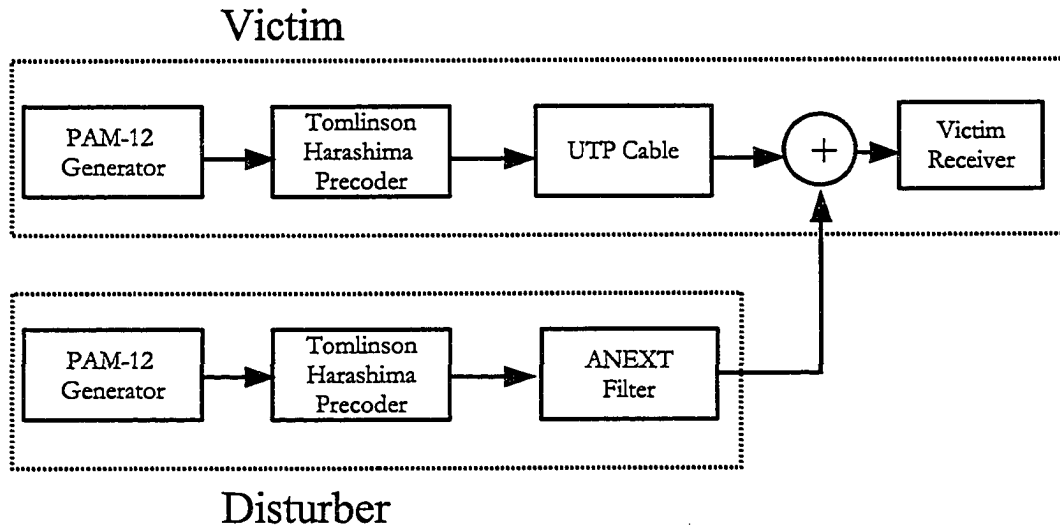 Victim
PAM-12
Generator
Tomlinson
Harashima
Precoder
UTP Cable
+
Victim
Receiver
PAM-12
Generator
Tomlinson
Harashima
Precoder
ANEXT
Filter
Disturber